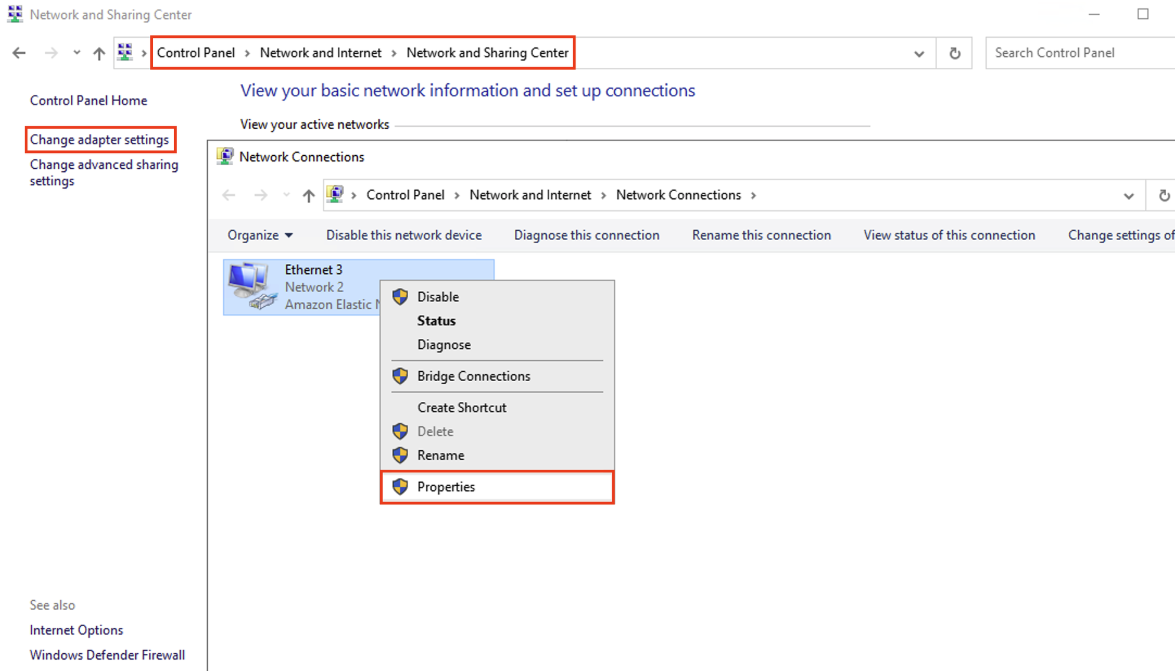 Network and Sharing Center
Control Panel > Network and Internet > Network and Sharing Center
Search Control Panel
Control Panel Home
Change adapter settings
Change advanced sharing
settings
View your basic network information and set up connections
View your active networks
Network Connections
Control Panel > Network and Internet > Network Connections >
Organize
Disable this network device
Diagnose this connection
Rename this connection
View status of this connection
Change settings of
Ethernet 3
Network 2
Amazon Elastic
Disable
Status
Diagnose
Bridge Connections
Create Shortcut
Delete
Rename
Properties
See also
Internet Options
Windows Defender Firewall